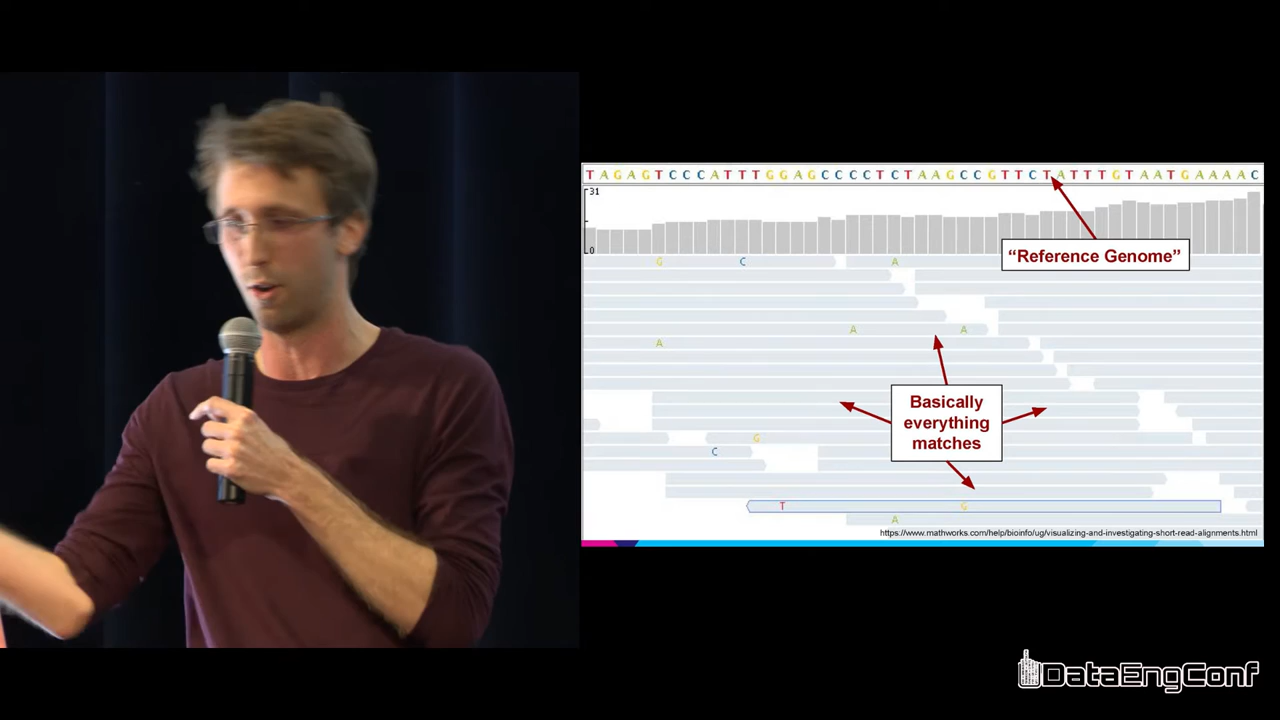 TAGAGTCCCATTTGGAGCCCCTCTAAGCCGTTCTATTTGTAATGAAAAC
31
0
G C A
“Reference Genome”
A A
A
Basically
everything
matches
G
C
T G
A
https://www.mathworks.com/help/bioinfo/ug/visualizing-and-investigating-short-read-alignments.html
DataEngConf